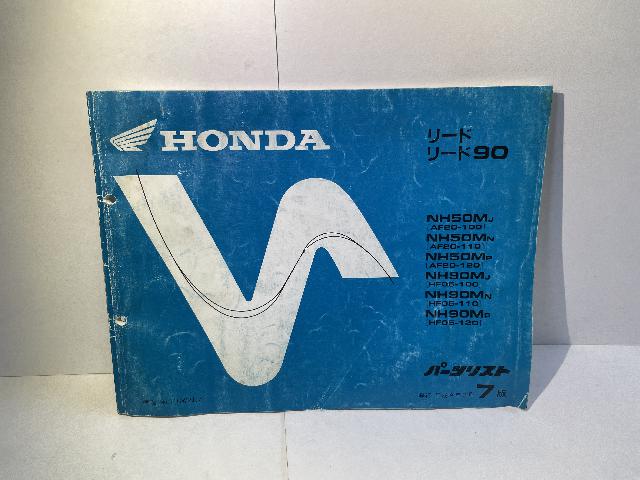 HONDA
リード
リード90
NH50MJ
(AF20-100)
NH50MN
(AF20-110)
NH50MP
(AF20-120)
NH90MJ
(HF05-100)
NH90MN
(HF05-110)
NH90MP
(HF05-120)
パーツリスト
7版